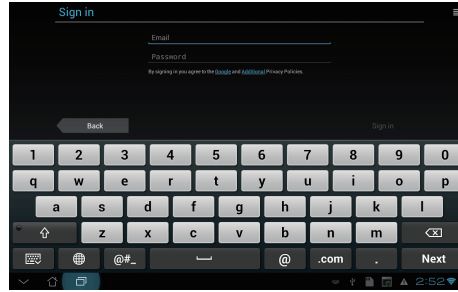 Sign in
Email
Password
By signing in you agree to the Google and Additional Privacy Policies.
Back
Sign in
1 2 3 4 5 6 7 8 9 0
q w e r t y u i o p
a s d f g h j k l
z x c v b n m
@#_ @ .com . Next
2:52